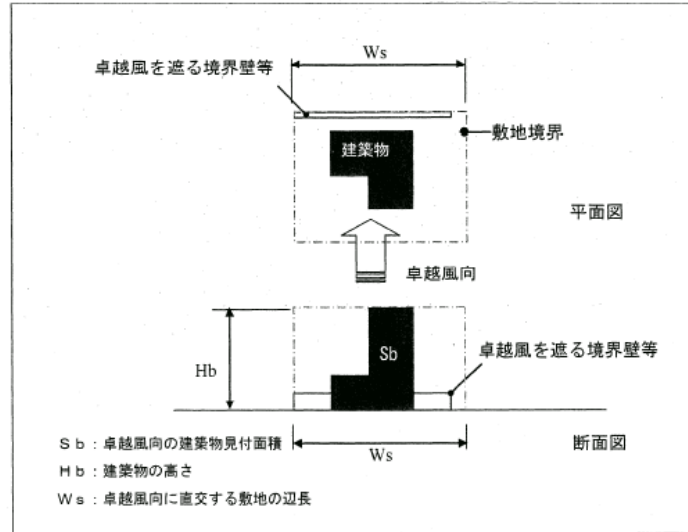 Ws
卓越風を遮る境界壁等
敷地境界
建築物
平面図
卓越風向
Sb
卓越風を遮る境界壁等
Hb
Ws
断面図
Ｓｂ：卓越風向の建築物見付面積
Ｈｂ：建築物の高さ
Ｗｓ：卓越風向に直交する敷地の辺長